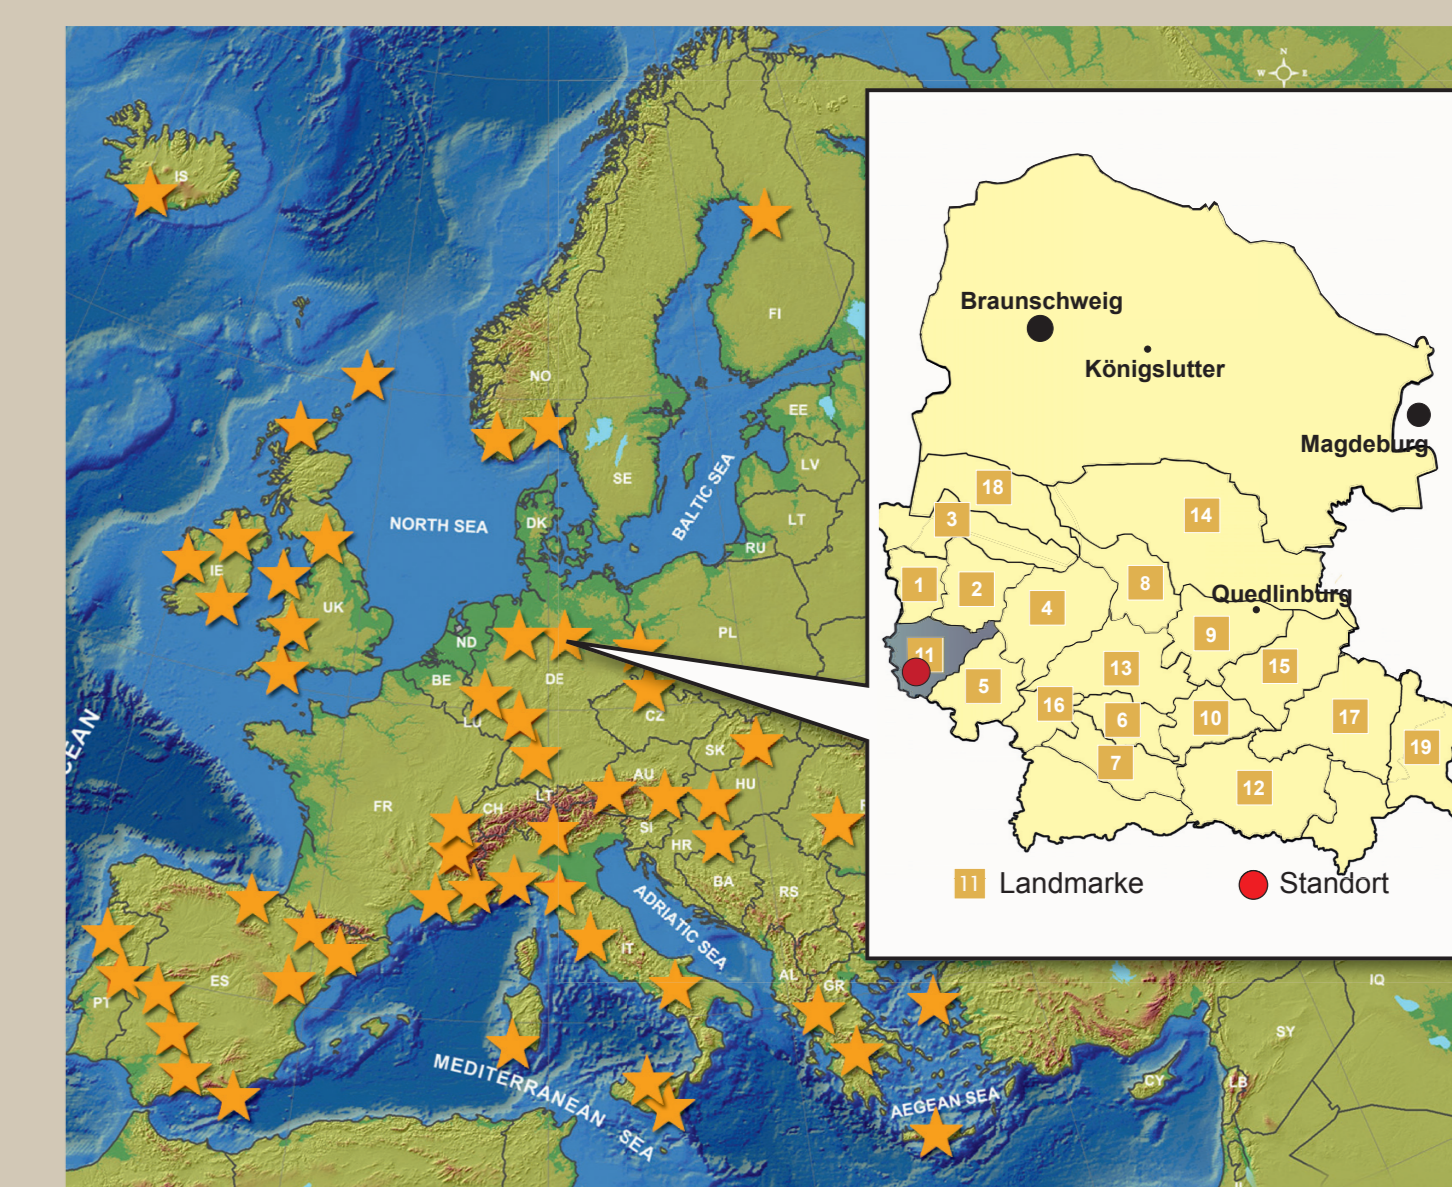 N
W E
IS
FI
NO
EE
SE
LV
NORTH SEA
BALTIC SEA
DK
LT
RU
IE
UK
ND
PL
BE
DE
LU
CZ
SK
AU
HU
FR
CH
LT
SI
HR
BA
RS
ADRIATIC SEA
IT
ES
PT
AL
GR
MEDITERRANEAN SEA
AEGEAN SEA
CY
LB
SY
IQ
Braunschweig
Königslutter
Magdeburg
18
3
14
1
2
4
8
Quedlinburg
9
11
13
15
5
16
6
10
17
7
19
12
11 Landmarke
Standort